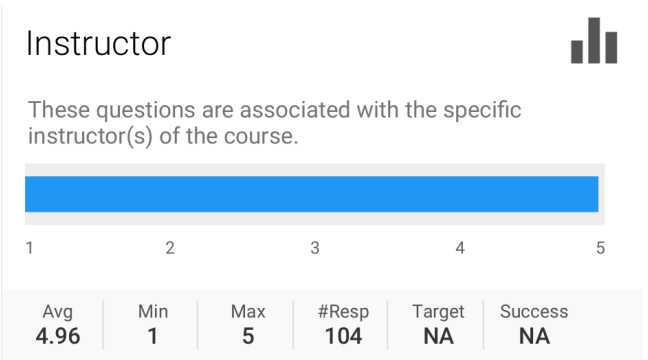 Instructor
These questions are associated with the specific
instructor(s) of the course.
1 2 3 4 5
Avg Min Max #Resp Target Success
4.96 1 5 104 NA NA